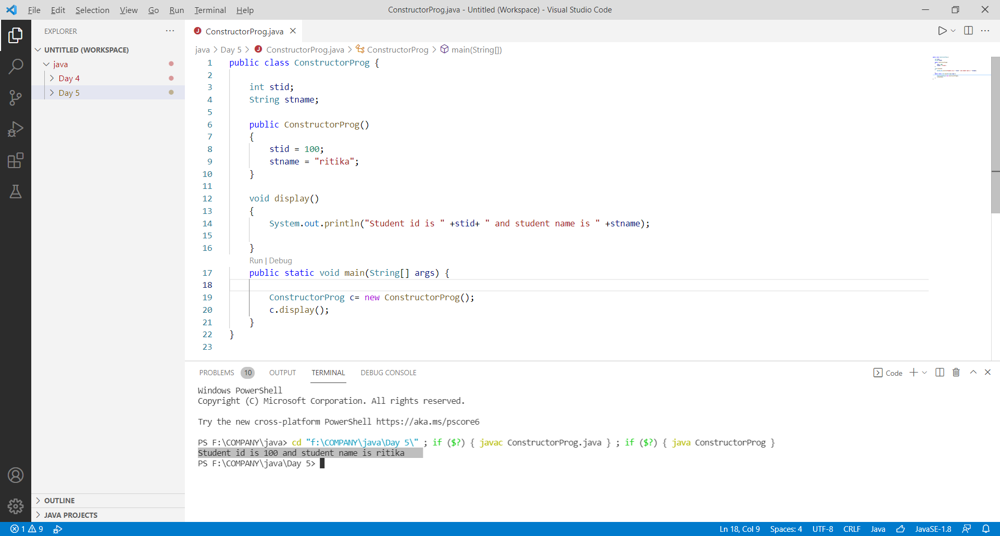 File Edit Selection View Go Run Terminal Help
ConstructorProg.java - Untitled (Workspace) - Visual Studio Code
EXPLORER
UNTITLED (WORKSPACE)
java
Day 4
Day 5
OUTLINE
JAVA PROJECTS
ConstructorProg.java
java > Day 5 > ConstructorProg.java > ConstructorProg > main(String[])
1 public class ConstructorProg {
2
3 int stid;
4 String stname;
5
6 public ConstructorProg()
7 {
8 stid = 100;
9 stname = "ritika";
10 }
11
12 void display()
13 {
14 System.out.println("Student id is " +stid+ " and student name is " +stname);
15
16 }
Run | Debug
17 public static void main(String[] args) {
18
19 ConstructorProg c= new ConstructorProg();
20 c.display();
21 }
22 }
23
PROBLEMS 10 OUTPUT TERMINAL DEBUG CONSOLE
Code
Windows PowerShell
Copyright (C) Microsoft Corporation. All rights reserved.
Try the new cross-platform PowerShell https://aka.ms/pscore6
PS F:\COMPANY\java> cd "f:\COMPANY\java\Day 5\" ; if ($?) { javac ConstructorProg.java } ; if ($?) { java ConstructorProg }
Student id is 100 and student name is ritika
PS F:\COMPANY\java\Day 5>
1 9
Ln 18, Col 9 Spaces: 4 UTF-8 CRLF Java JavaSE-1.8